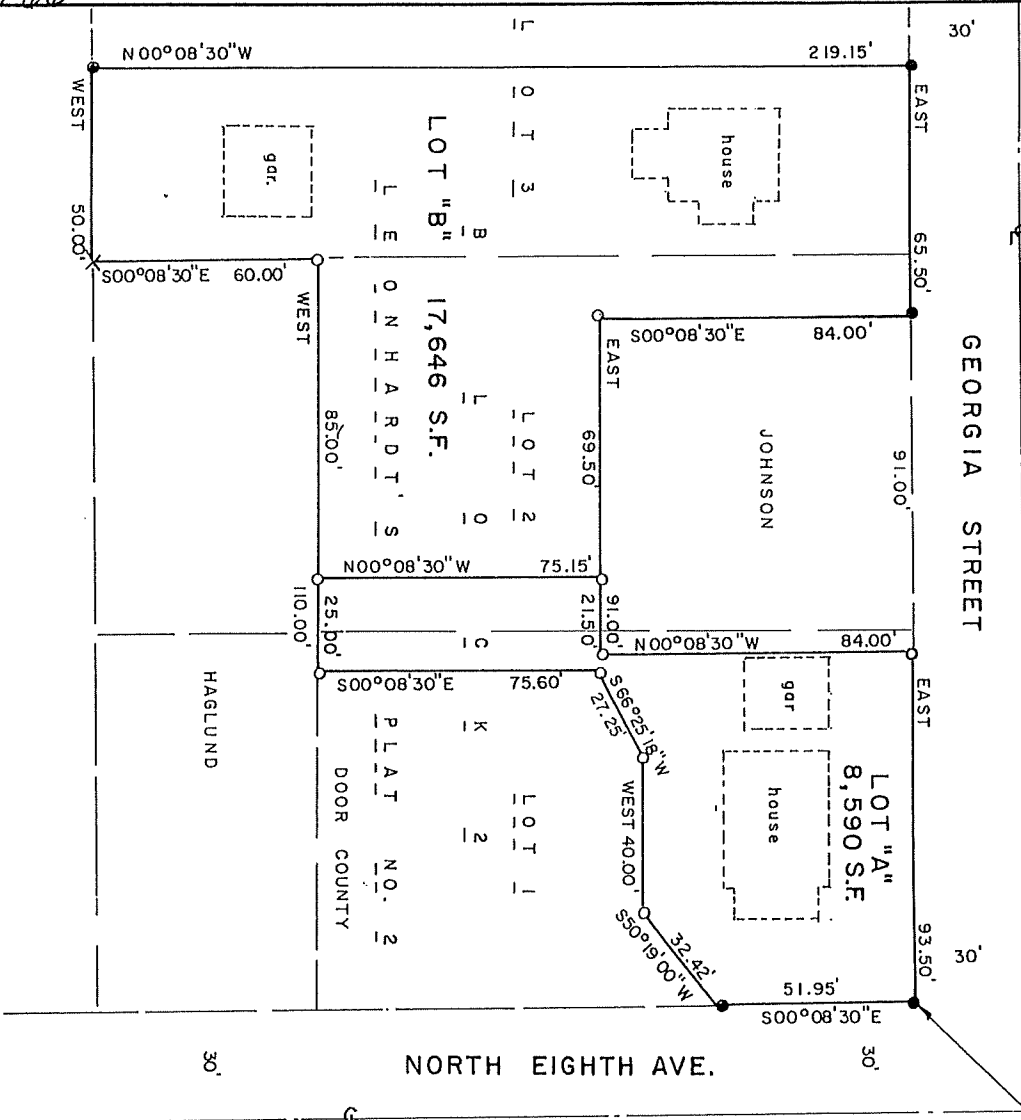 30'
N00°08'30"W
219.15'
WEST
50.00'
EAST
65.50'
house
gar.
LOT 3
LOT "B"
17,646 S.F.
S00°08'30"E 60.00'
WEST
85.00'
S00°08'30"E 84.00'
EAST
69.50'
JOHNSON
91.00'
GEORGIA STREET
LEONHARDT'S
BLOCK 2
LOT 2
N00°08'30"W 75.15'
110.00'
25.00'
91.00'
21.50'
N00°08'30"W 84.00'
S00°08'30"E 75.60'
S66°25'18"W
27.25'
EAST
93.50'
gar
house
LOT "A"
8,590 S.F.
WEST 40.00'
S50°19'00"W
32.42'
51.95'
S00°08'30"E
HAGLUND
DOOR COUNTY
PLAT NO. 2
LOT 1
30'
30'
30'
NORTH EIGHTH AVE.